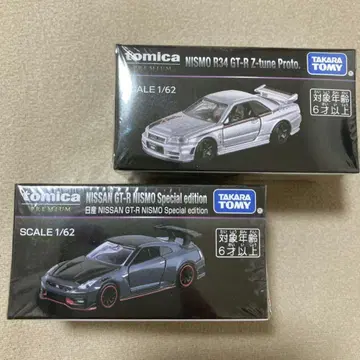 tomica
PREMIUM
NISMO R34 GT-R Z-tune Proto.
TAKARA
TOMY
SCALE 1/62
対象年齢
6才以上
tomica
PREMIUM
NISSAN GT-R NISMO Special edition
日産 NISSAN GT-R NISMO Special edition
TAKARA
TOMY
SCALE 1/62
対象年齢
6才以上